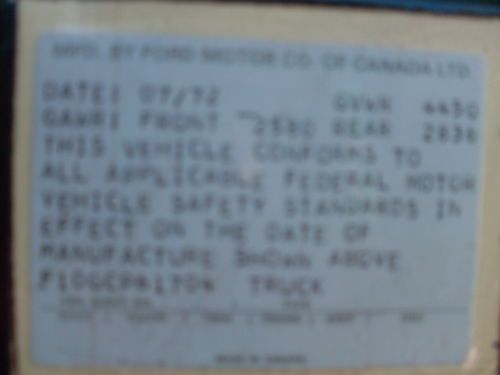 MFD. BY FORD MOTOR CO. OF CANADA LTD.
DATE: 07/72 GVWR 4450
GAWR: FRONT 2580 REAR
THIS VEHICLE CONFORMS TO
ALL APPLICABLE FEDERAL MOTOR
VEHICLE SAFETY STANDARDS IN
EFFECT ON THE DATE OF
MANUFACTURE SHOWN ABOVE
TRUCK